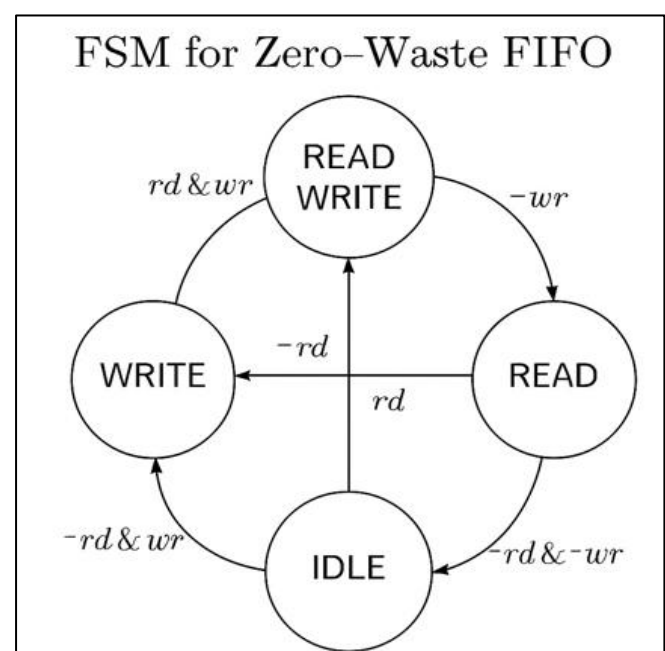 FSM for Zero–Waste FIFO
READ
WRITE
rd & wr
¬wr
WRITE
¬rd
rd
READ
¬rd & wr
IDLE
¬rd & ¬wr